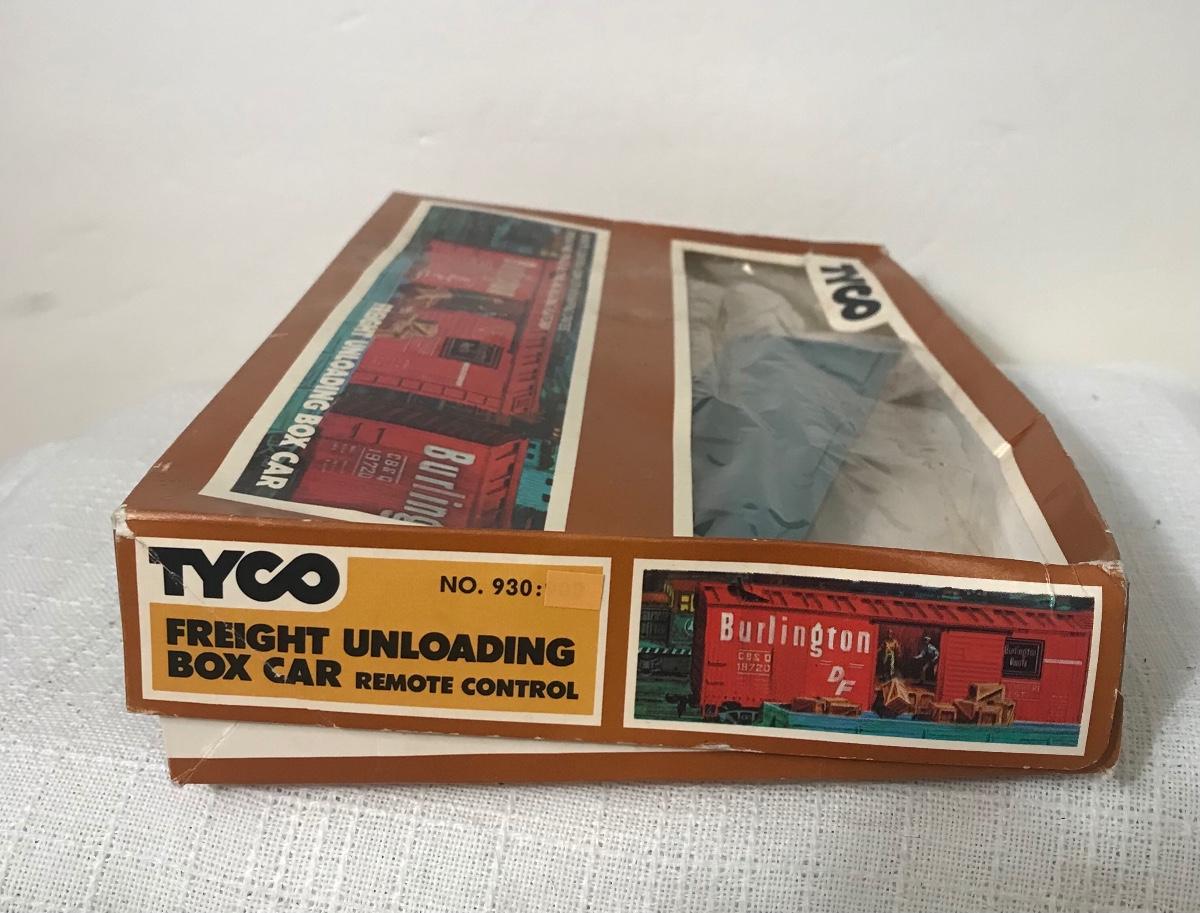 TYCO
FREIGHT UNLOADING BOX CAR
Burlington
CB&Q
19720
TYCO
NO. 930:
FREIGHT UNLOADING
BOX CAR REMOTE CONTROL
Burlington
CB&Q
19720
DF
Burlington
Route